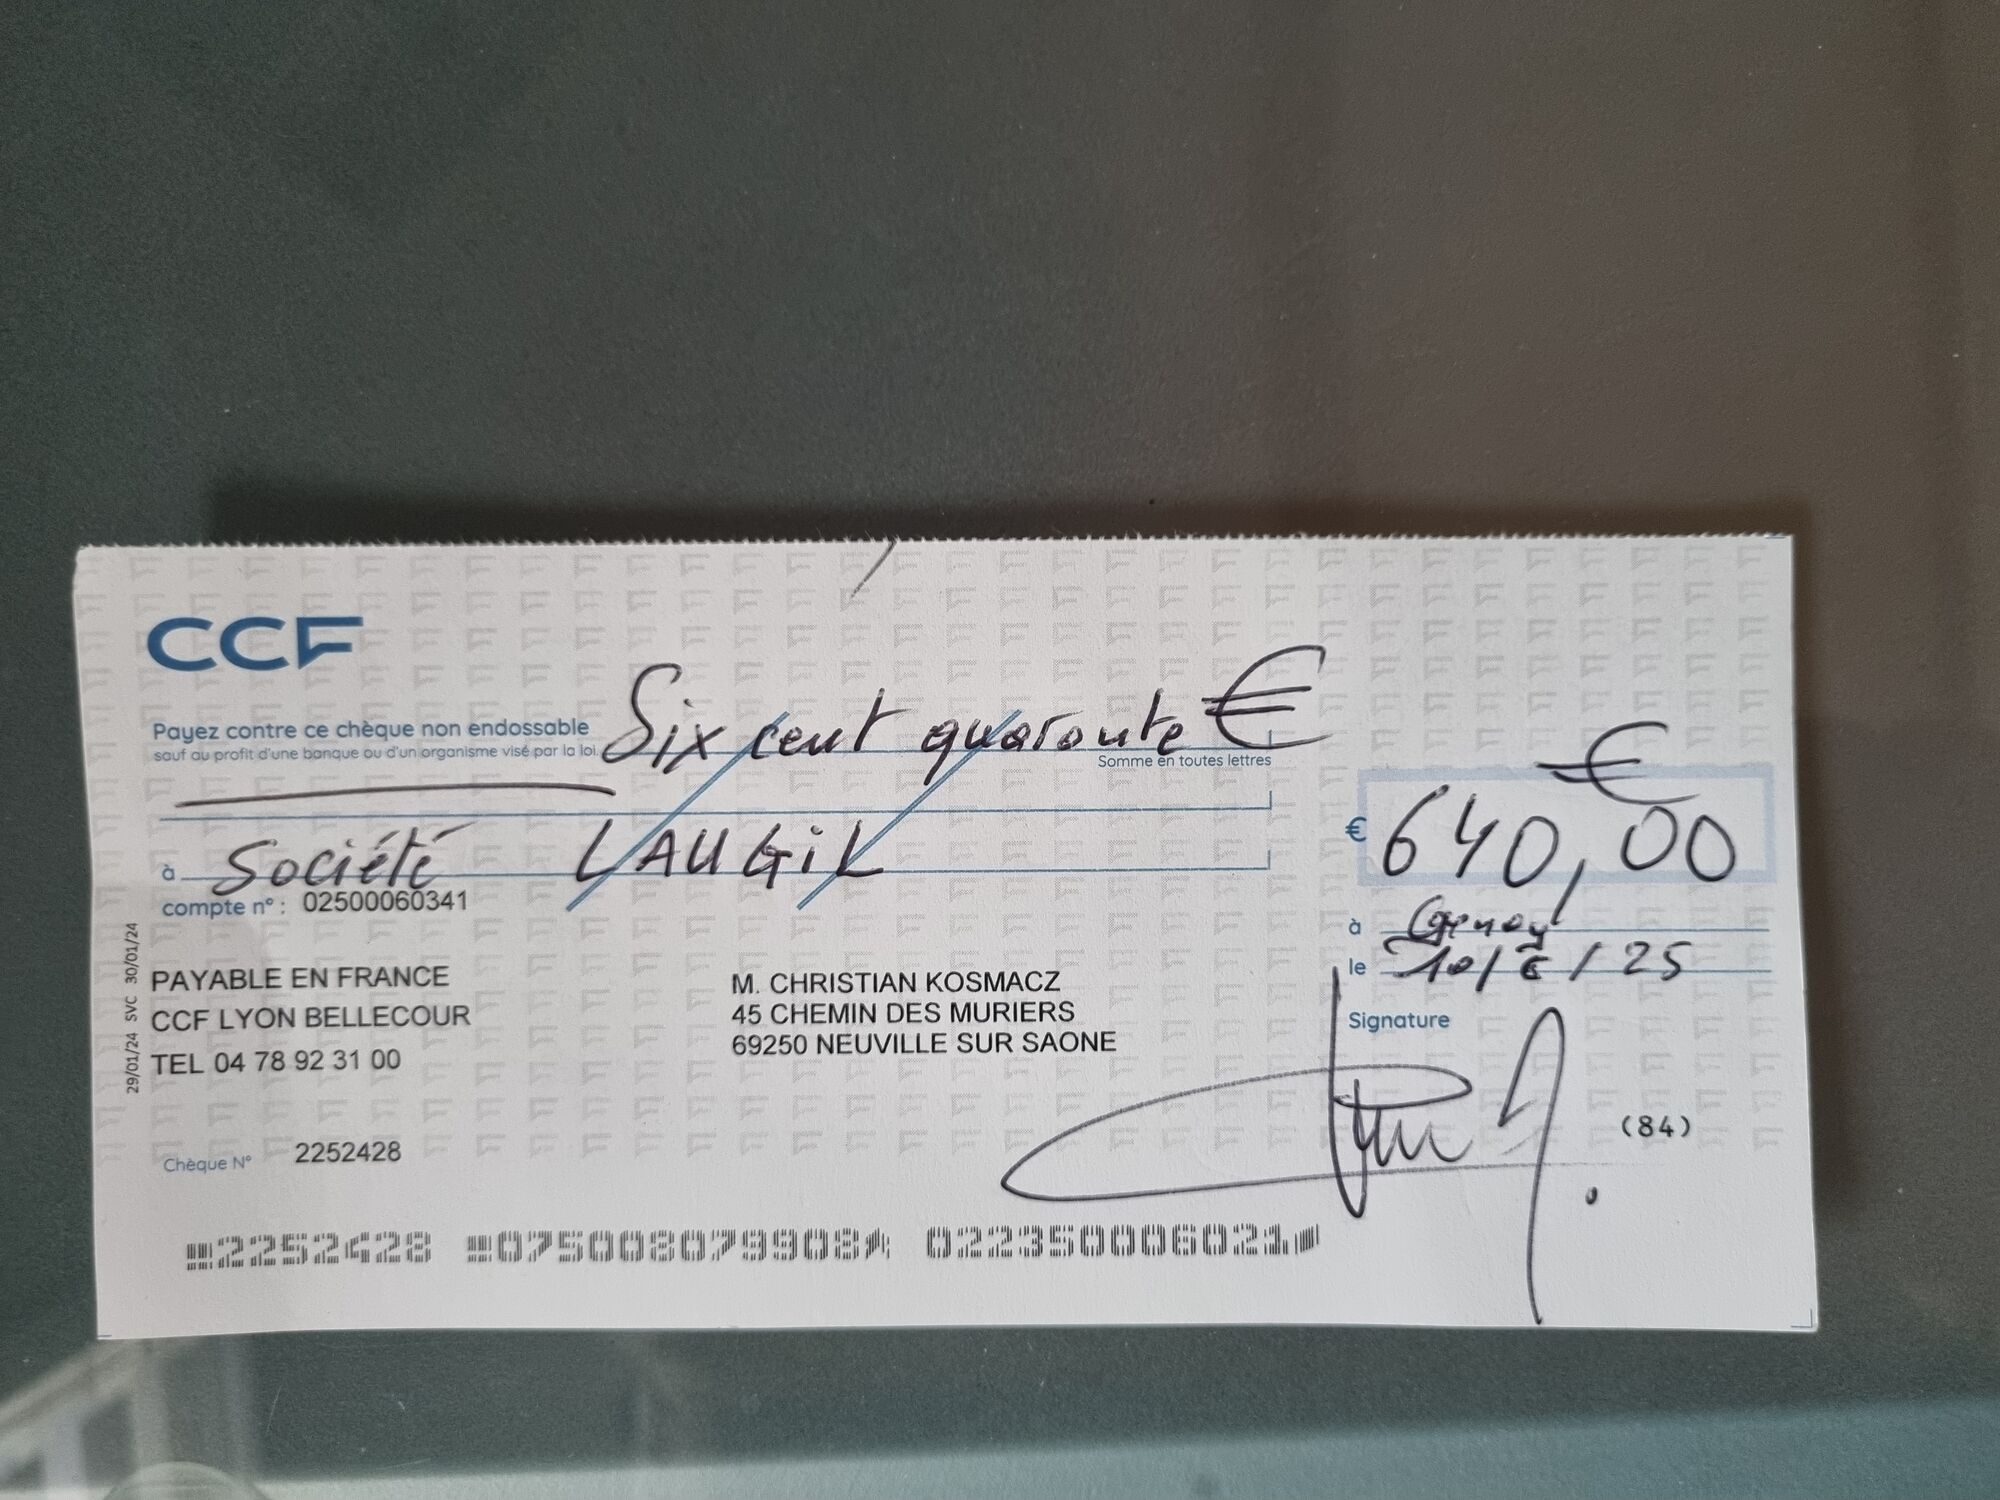 CCF
Payez contre ce chèque non endossable
sauf au profit d'une banque ou d'un organisme visé par la loi.
Six cent quarante €
Somme en toutes lettres
€ 640,00 €
à Société LAUGiL
compte n° : 02500060341
à Genay
le 10/6/25
29/01/24 SVC 30/01/24
PAYABLE EN FRANCE
CCF LYON BELLECOUR
TEL 04 78 92 31 00
M. CHRISTIAN KOSMACZ
45 CHEMIN DES MURIERS
69250 NEUVILLE SUR SAONE
Signature
(84)
Chèque N° 2252428
2252428 075008079908 022350006021